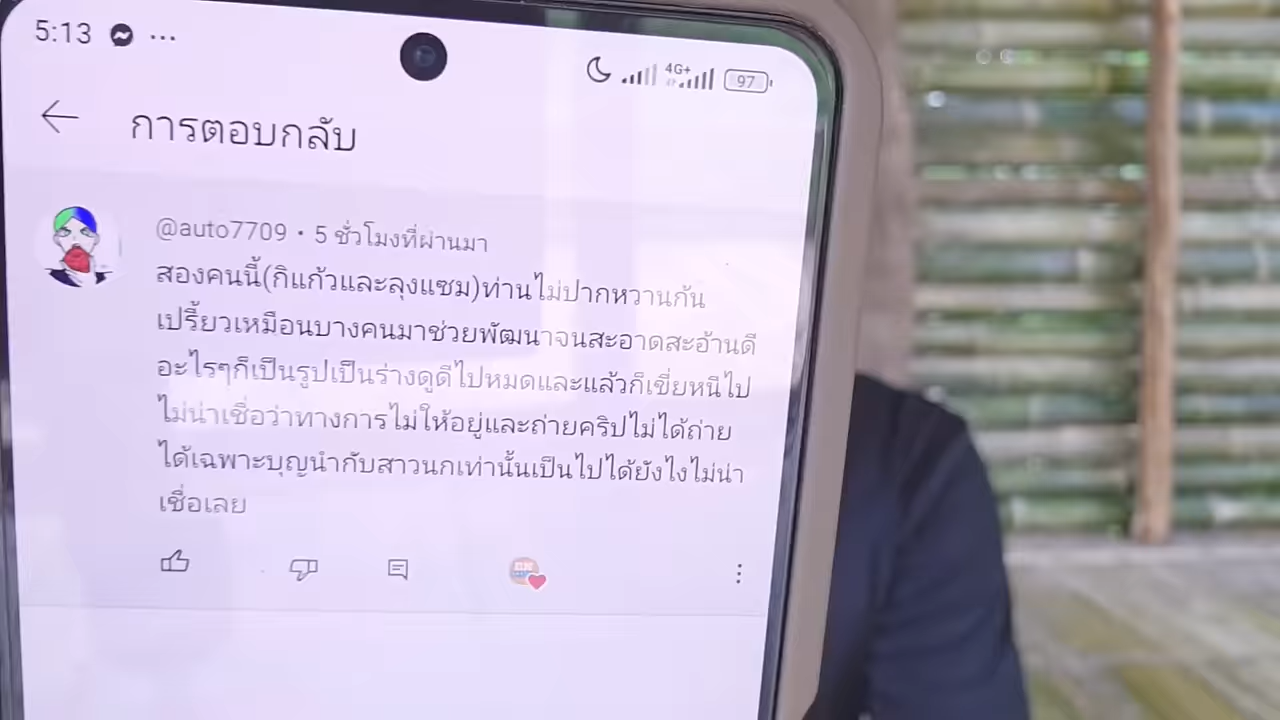 5:13
4G+
97
การตอบกลับ
@auto7709 • 5 ชั่วโมงที่ผ่านมา
สองคนนี้(กิแก้วและลุงแซม)ท่านไม่ปากหวานก้น
เปรี้ยวเหมือนบางคนมาช่วยพัฒนาจนสะอาดสะอ้านดี
อะไรๆก็เป็นรูปเป็นร่างดูดีไปหมดและแล้วก็เขี่ยหนิไป
ไม่น่าเชื่อว่าทางการไม่ให้อยู่และถ่ายคริปไม่ได้ถ่าย
ได้เฉพาะบุญนำกับสาวนกเท่านั้นเป็นไปได้ยังไงไม่น่า
เชื่อเลย